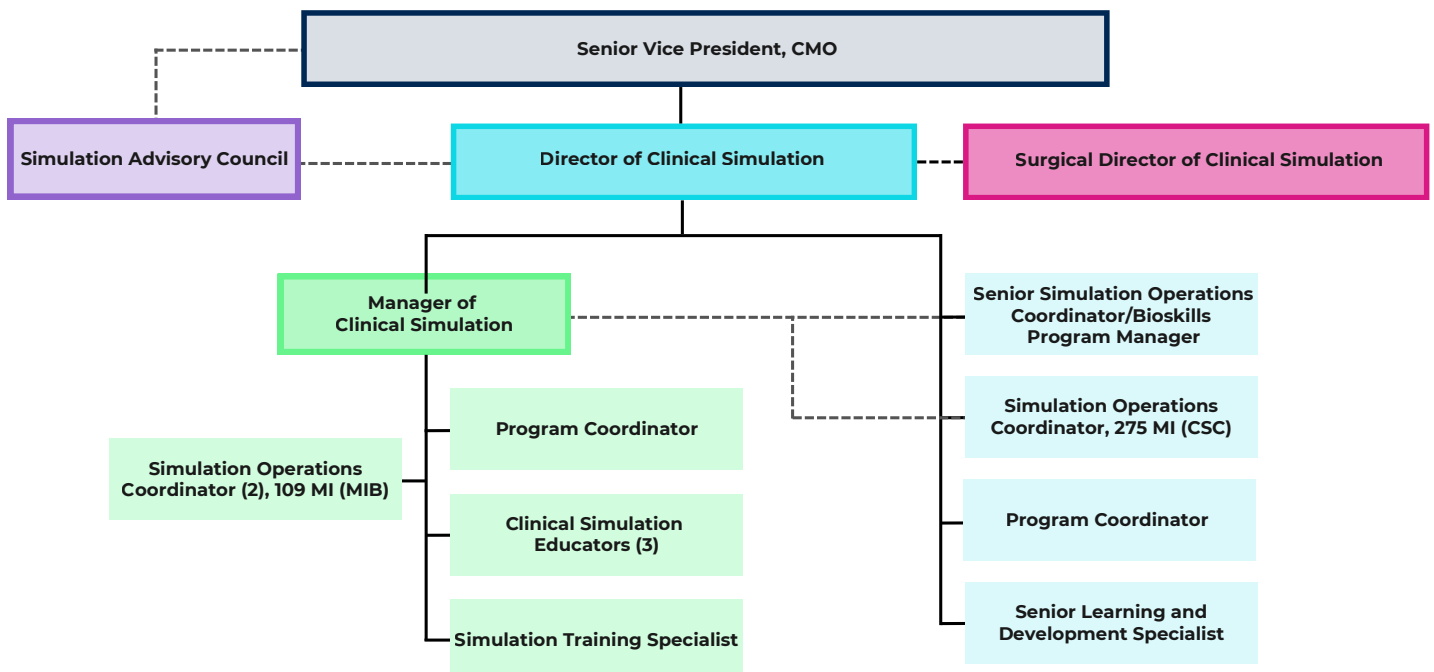 Senior Vice President, CMO
Simulation Advisory Council
Director of Clinical Simulation
Surgical Director of Clinical Simulation
Manager of
Clinical Simulation
Senior Simulation Operations
Coordinator/Bioskills
Program Manager
Program Coordinator
Simulation Operations
Coordinator, 275 MI (CSC)
Simulation Operations
Coordinator (2), 109 MI (MIB)
Clinical Simulation
Educators (3)
Program Coordinator
Simulation Training Specialist
Senior Learning and
Development Specialist